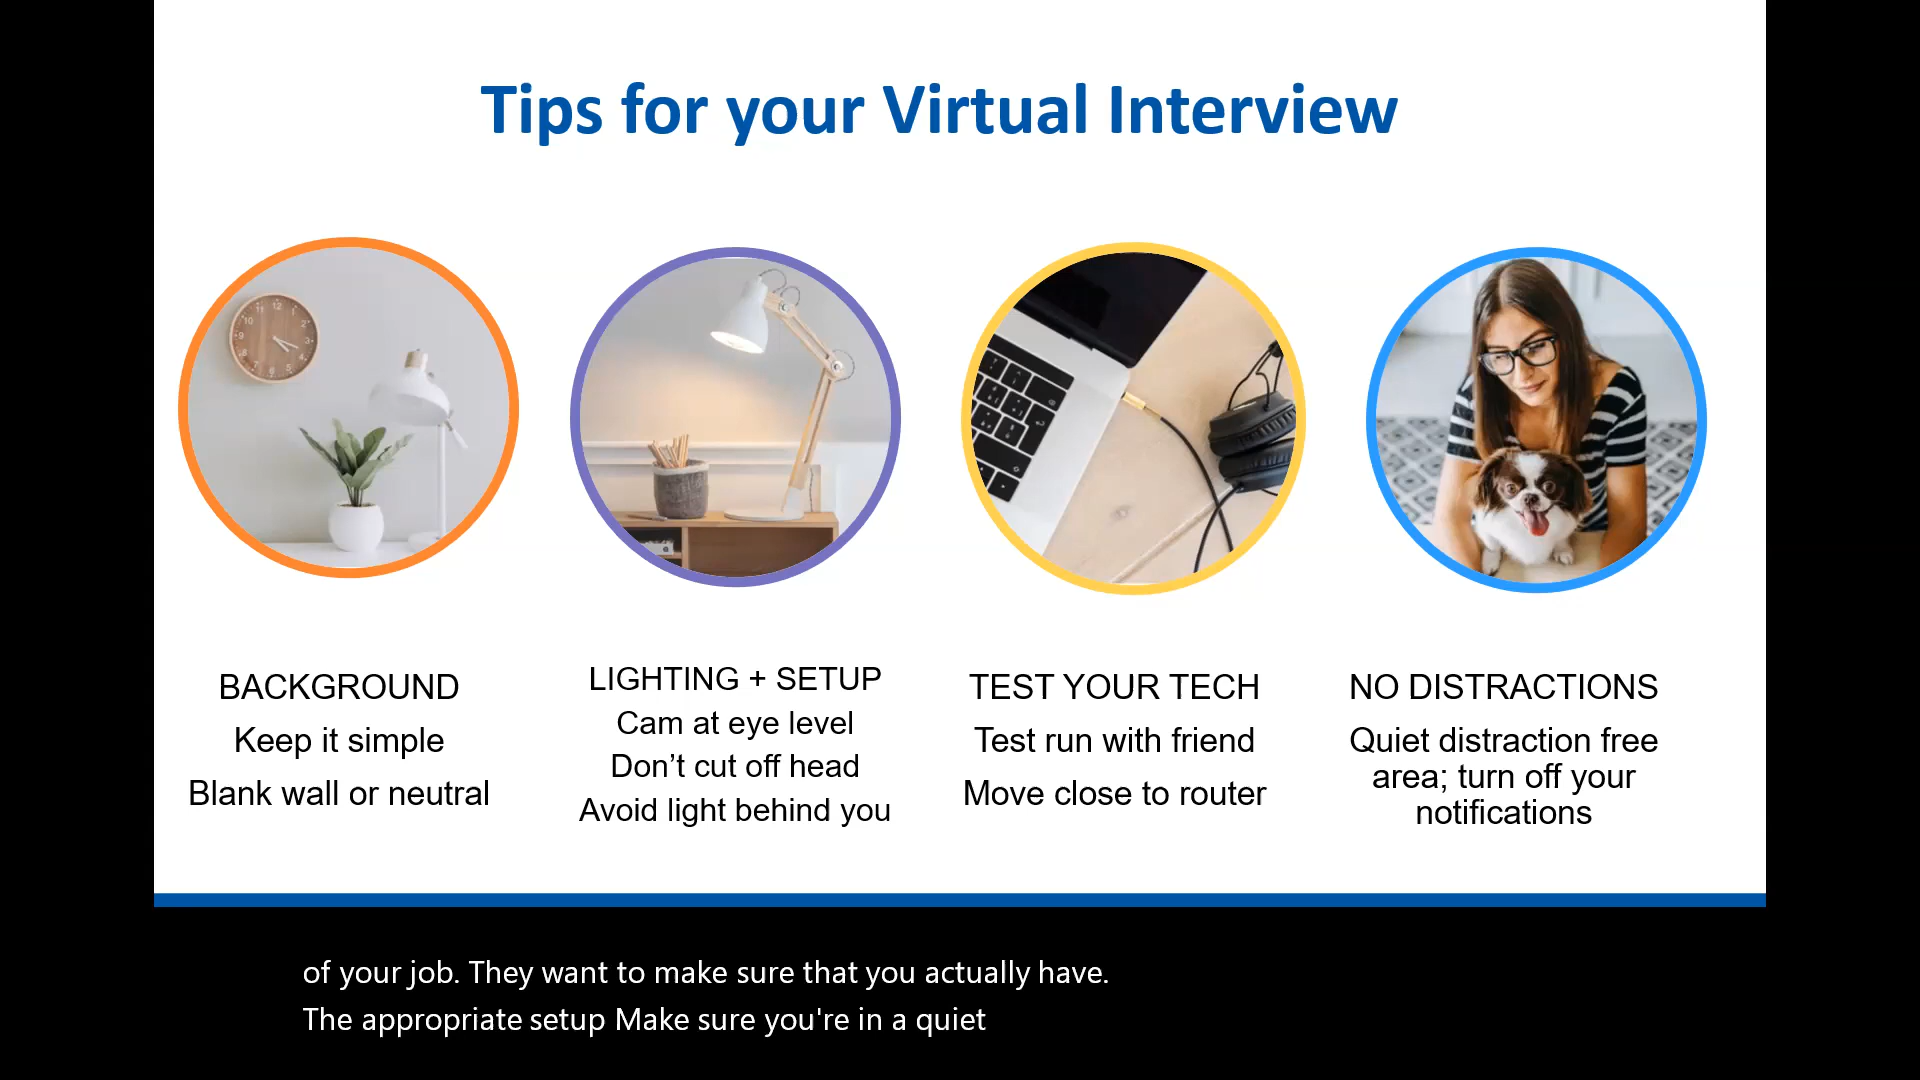 Tips for your Virtual Interview
BACKGROUND
Keep it simple
Blank wall or neutral
LIGHTING + SETUP
Cam at eye level
Don’t cut off head
Avoid light behind you
TEST YOUR TECH
Test run with friend
Move close to router
NO DISTRACTIONS
Quiet distraction free
area; turn off your
notifications
of your job. They want to make sure that you actually have.
The appropriate setup Make sure you're in a quiet